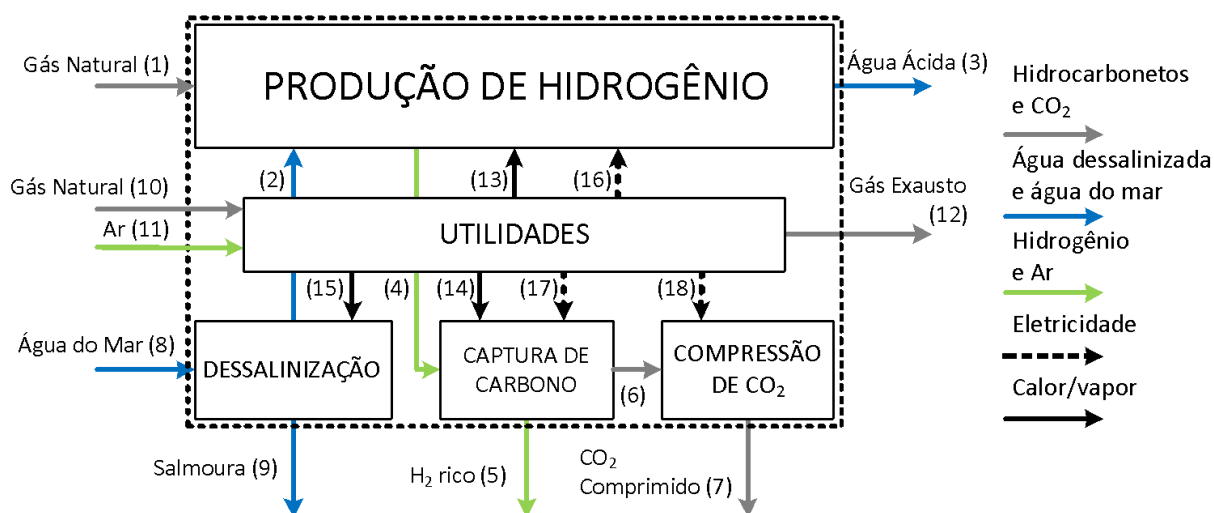 Gás Natural (1)
PRODUÇÃO DE HIDROGÊNIO
Água Ácida (3)
Hidrocarbonetos
e CO₂
(2)
(13)
(16)
Gás Natural (10)
Ar (11)
UTILIDADES
Gás Exausto
(12)
Água dessalinizada
e água do mar
Hidrogênio
e Ar
(15)
(4)
(14)
(17)
(18)
Eletricidade
Água do Mar (8)
DESSALINIZAÇÃO
CAPTURA DE
CARBONO
(6)
COMPRESSÃO
DE CO₂
Calor/vapor
Salmoura (9)
H₂ rico (5)
CO₂
Comprimido (7)